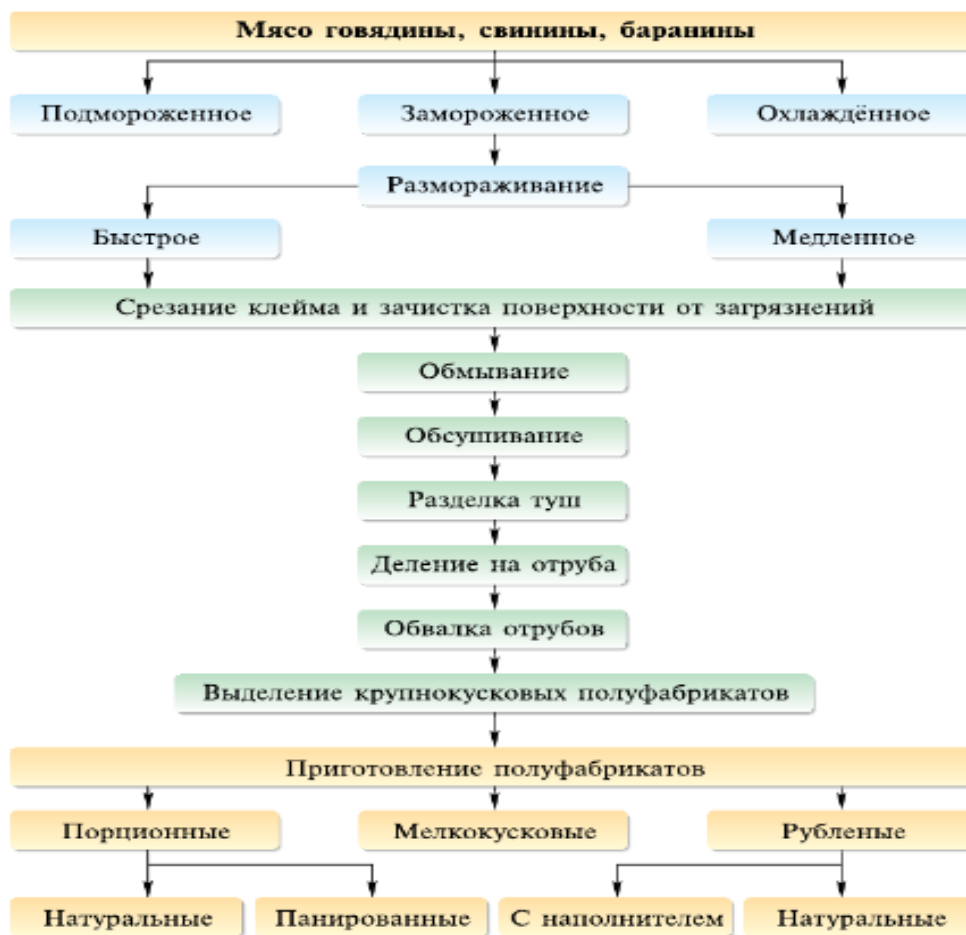 Мясо говядины, свинины, баранины
Подмороженное
Замороженное
Охлаждённое
Размораживание
Быстрое
Медленное
Срезание клейма и зачистка поверхности от загрязнений
Обмывание
Обсушивание
Разделка туш
Деление на отруба
Обвалка отрубов
Выделение крупнокусковых полуфабрикатов
Приготовление полуфабрикатов
Порционные
Мелкокусковые
Рубленые
Натуральные
Панированные
С наполнителем
Натуральные